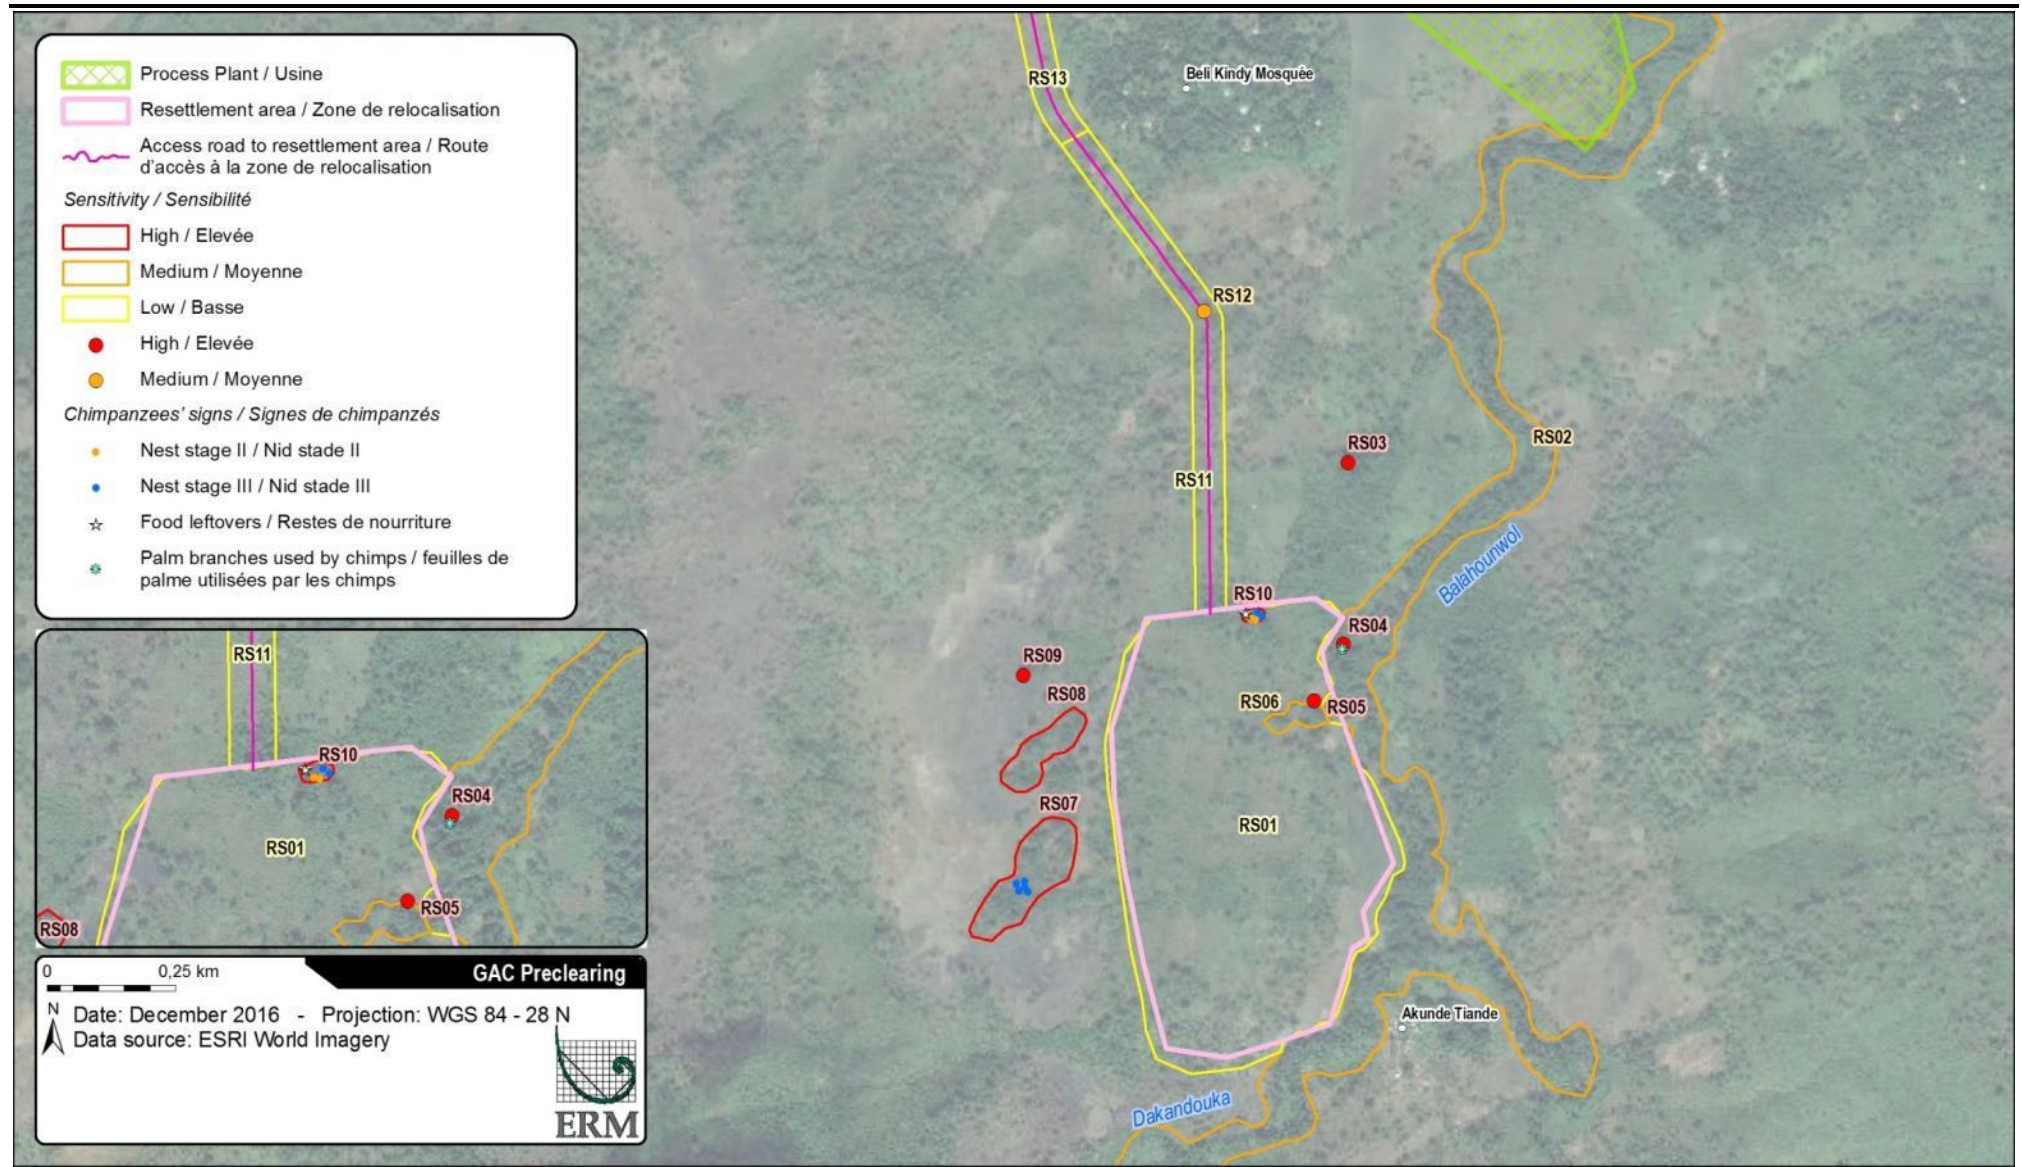 Process Plant / Usine
Resettlement area / Zone de relocalisation
Access road to resettlement area / Route
d'accès à la zone de relocalisation
Sensitivity / Sensibilité
High / Elevée
Medium / Moyenne
Low / Basse
High / Elevée
Medium / Moyenne
Chimpanzees' signs / Signes de chimpanzés
Nest stage II / Nid stade II
Nest stage III / Nid stade III
Food leftovers / Restes de nourriture
Palm branches used by chimps / feuilles de
palme utilisées par les chimps
RS11
RS10
RS04
RS01
RS05
RS08
0 0,25 km
GAC Preclearing
N
Date: December 2016 - Projection: WGS 84 - 28 N
Data source: ESRI World Imagery
ERM
RS13
Beli Kindy Mosquée
RS12
RS02
RS03
RS11
Balahounwol
RS10
RS04
RS09
RS08
RS06
RS05
RS07
RS01
Akunde Tiande
Dakandouka